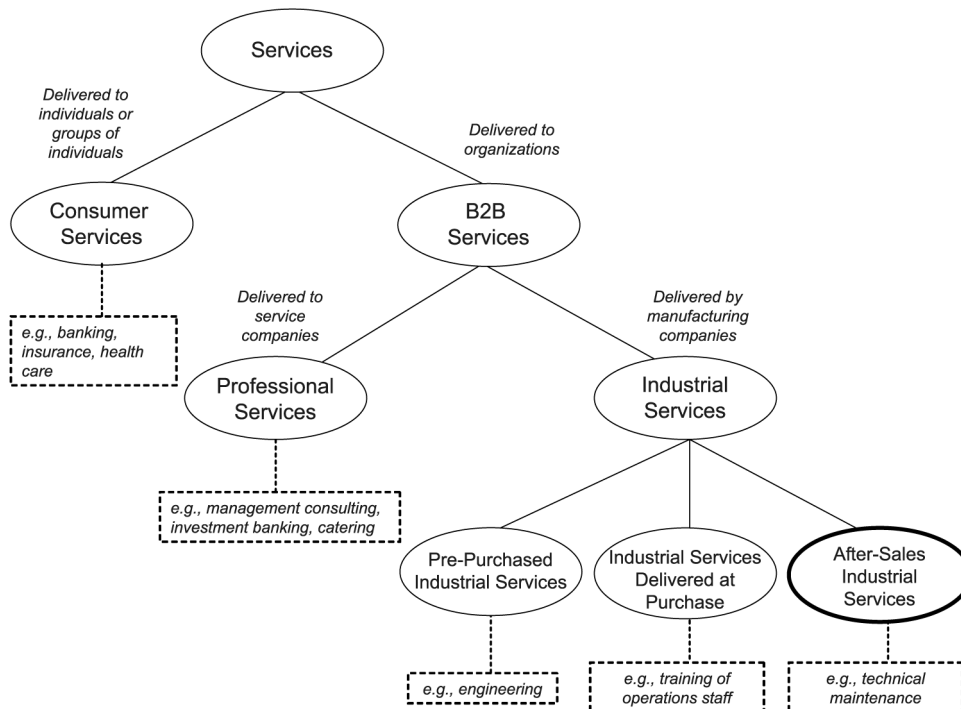 Services
Delivered to
individuals or
groups of
individuals
Delivered to
organizations
Consumer
Services
B2B
Services
e.g., banking,
insurance, health
care
Delivered to
service
companies
Delivered by
manufacturing
companies
Professional
Services
Industrial
Services
e.g., management consulting,
investment banking, catering
Pre-Purchased
Industrial Services
Industrial Services
Delivered at
Purchase
After-Sales
Industrial
Services
e.g., engineering
e.g., training of
operations staff
e.g., technical
maintenance